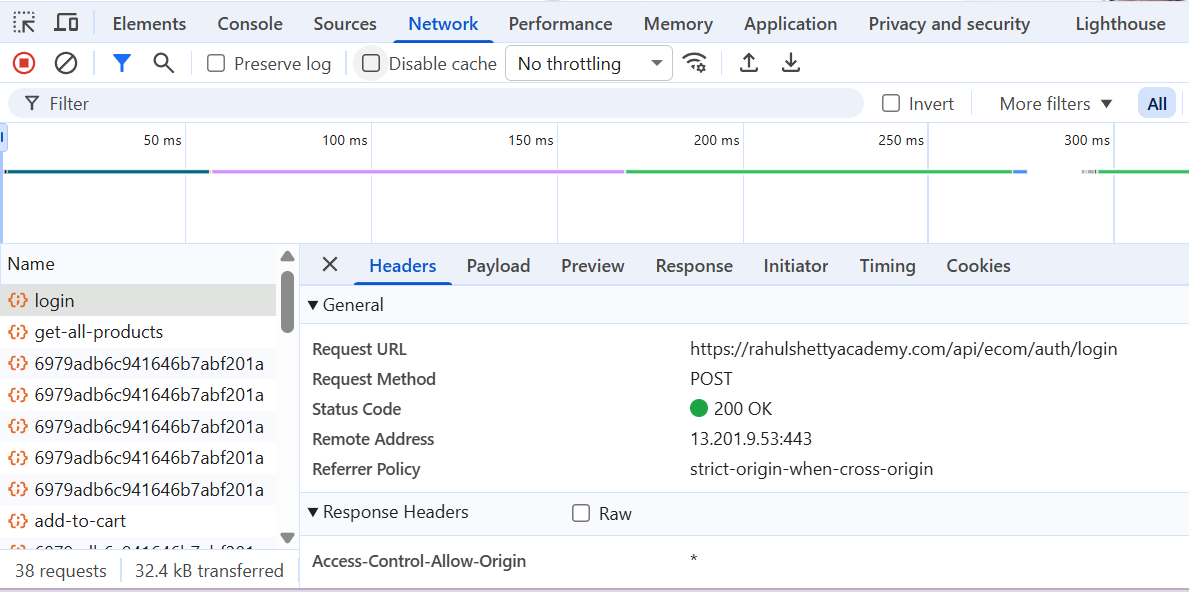 Elements Console Sources Network Performance Memory Application Privacy and security Lighthouse
Preserve log Disable cache No throttling
Filter Invert More filters All
50 ms 100 ms 150 ms 200 ms 250 ms 300 ms
Name
login
get-all-products
6979adb6c941646b7abf201a
6979adb6c941646b7abf201a
6979adb6c941646b7abf201a
6979adb6c941646b7abf201a
6979adb6c941646b7abf201a
add-to-cart
38 requests 32.4 kB transferred
Headers Payload Preview Response Initiator Timing Cookies
General
Request URL https://rahulshettyacademy.com/api/ecom/auth/login
Request Method POST
Status Code 200 OK
Remote Address 13.201.9.53:443
Referrer Policy strict-origin-when-cross-origin
Response Headers Raw
Access-Control-Allow-Origin *